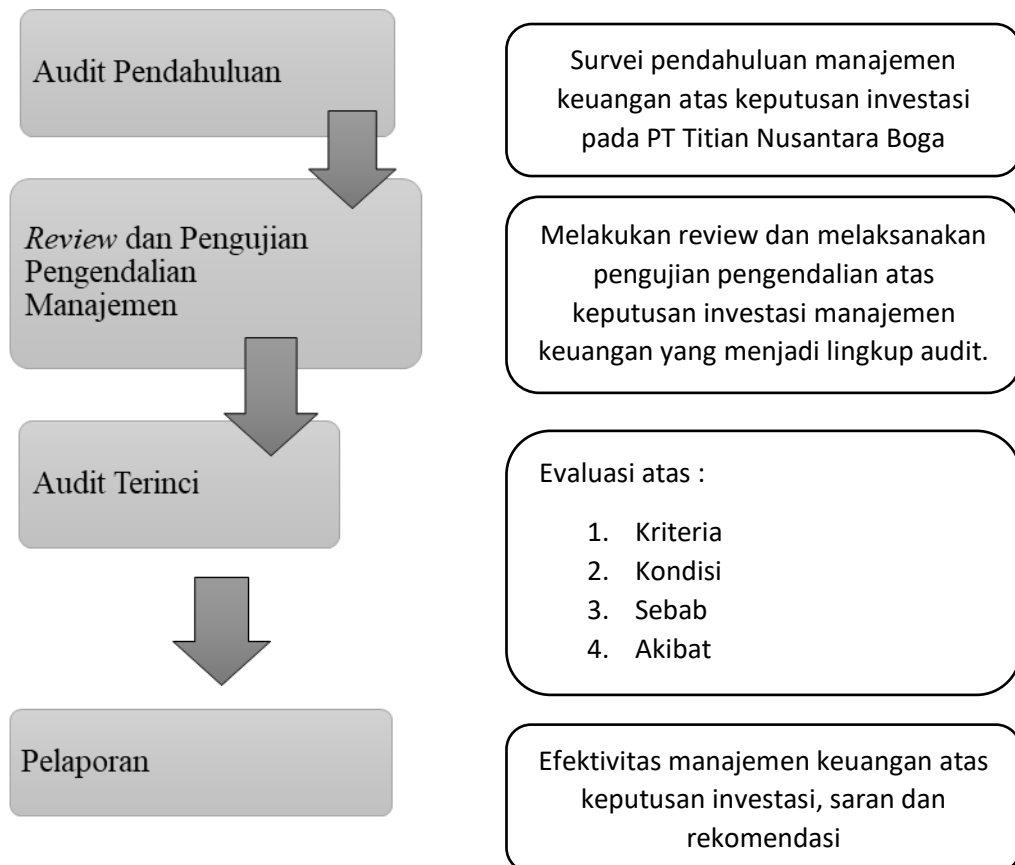 Audit Pendahuluan
Survei pendahuluan manajemen
keuangan atas keputusan investasi
pada PT Titian Nusantara Boga
Review dan Pengujian
Pengendalian
Manajemen
Melakukan review dan melaksanakan
pengujian pengendalian atas
keputusan investasi manajemen
keuangan yang menjadi lingkup audit.
Audit Terinci
Evaluasi atas :
1. Kriteria
2. Kondisi
3. Sebab
4. Akibat
Pelaporan
Efektivitas manajemen keuangan atas
keputusan investasi, saran dan
rekomendasi